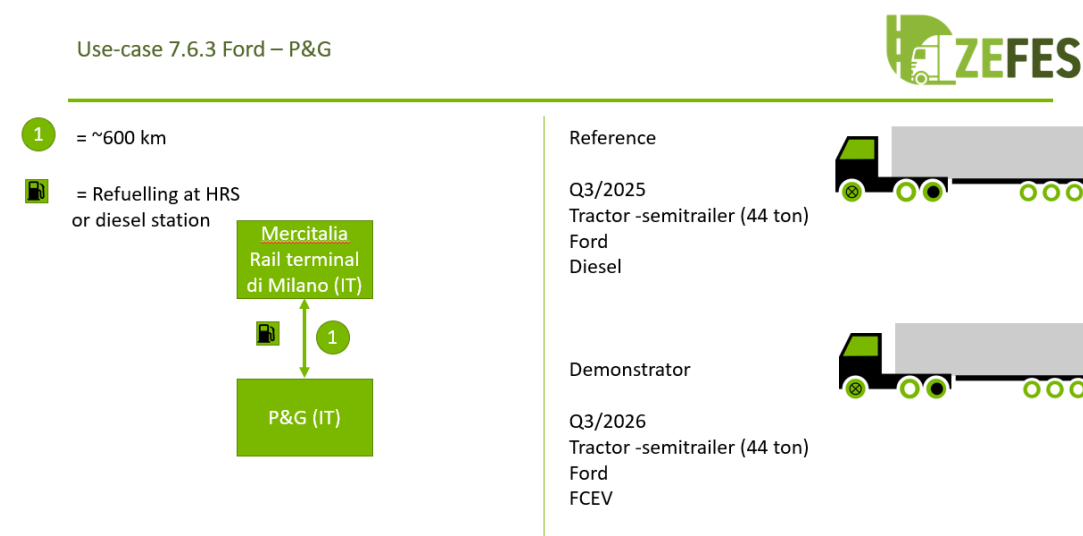 Use-case 7.6.3 Ford – P&G
ZEFES
1 = ~600 km
= Refuelling at HRS
or diesel station
Mercitalia
Rail terminal
di Milano (IT)
1
P&G (IT)
Reference
Q3/2025
Tractor -semitrailer (44 ton)
Ford
Diesel
Demonstrator
Q3/2026
Tractor -semitrailer (44 ton)
Ford
FCEV